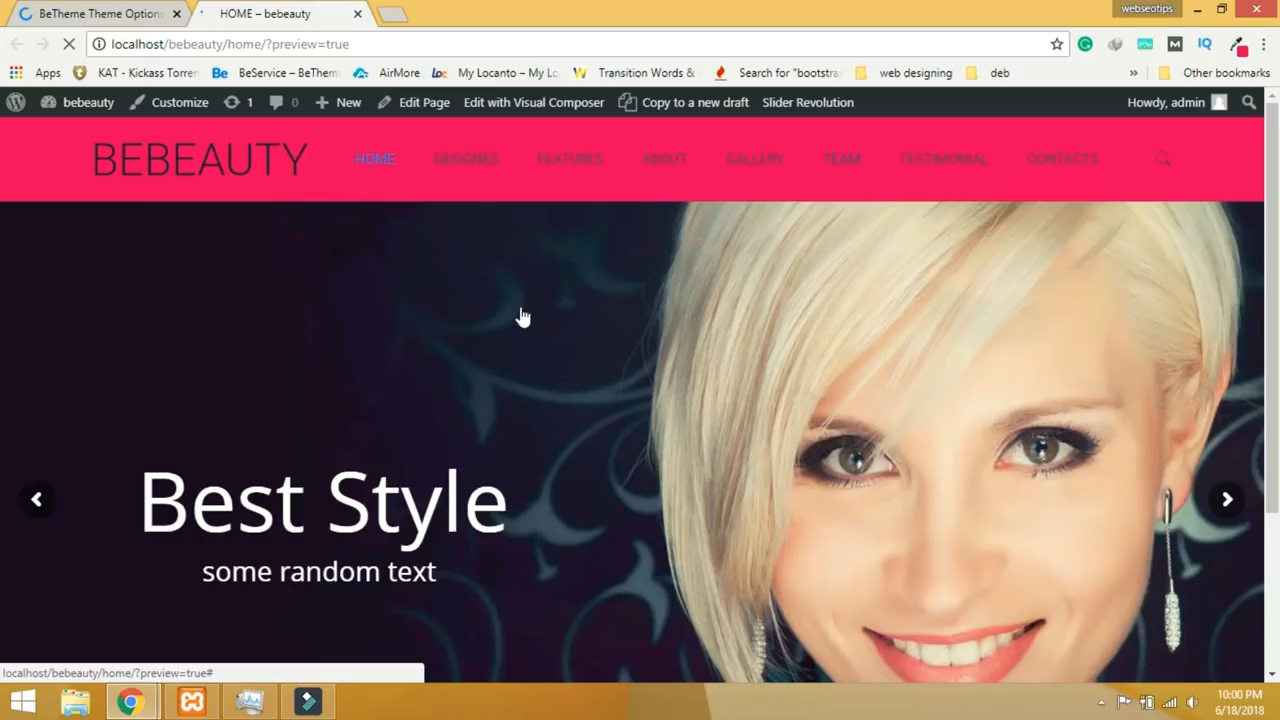 BeTheme Theme Options
HOME – bebeauty
webseotips
localhost/bebeauty/home/?preview=true
Apps
KAT - Kickass Torren
BeService – BeThem
AirMore
My Locanto – My Lo
Transition Words &
Search for "bootstra
web designing
deb
»
Other bookmarks
bebeauty
Customize
1
0
New
Edit Page
Edit with Visual Composer
Copy to a new draft
Slider Revolution
Howdy, admin
BEBEAUTY
HOME
DESIGNES
FEATURES
ABOUT
GALLERY
TEAM
TESTIMONIAL
CONTACTS
Best Style
some random text
localhost/bebeauty/home/?preview=true#
10:00 PM
6/18/2018